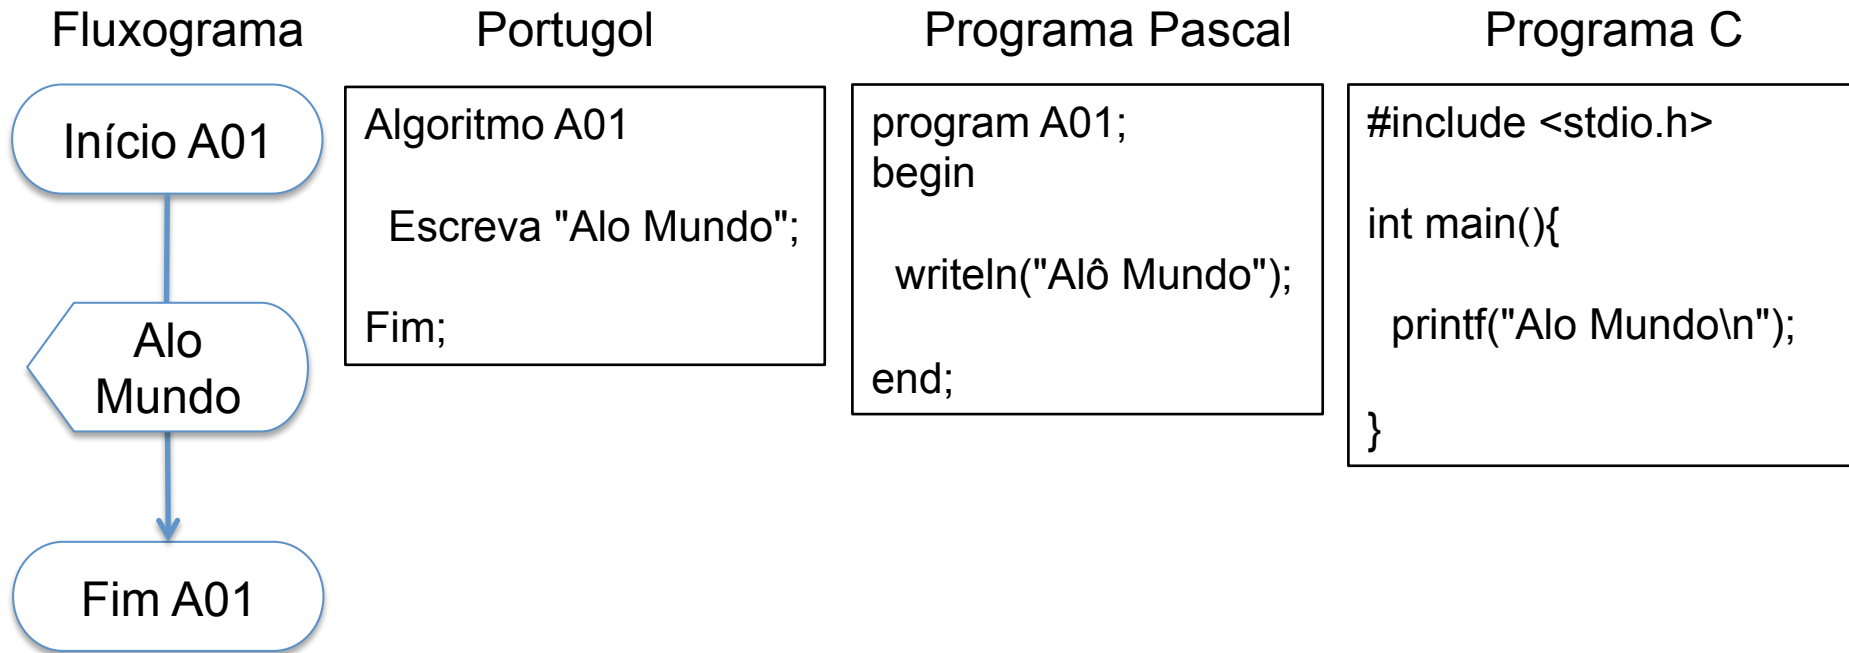 Fluxograma
Início A01
Alo
Mundo
Fim A01
Portugol
Algoritmo A01
Escreva "Alo Mundo";
Fim;
Programa Pascal
program A01;
begin
writeln("Alô Mundo");
end;
Programa C
#include <stdio.h>
int main(){
printf("Alo Mundo\n");
}